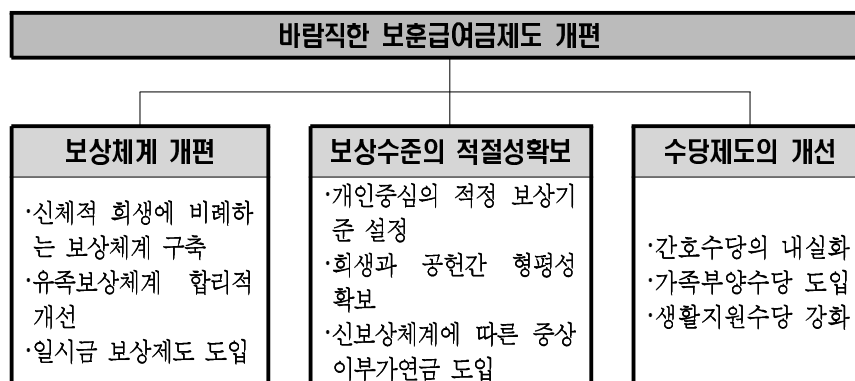 바람직한 보훈급여금제도 개편
보상체계 개편
·신체적 희생에 비례하
는 보상체계 구축
·유족보상체계 합리적
개선
·일시금 보상제도 도입
보상수준의 적절성확보
·개인중심의 적정 보상기
준 설정
·희생과 공헌간 형평성
확보
·신보상체계에 따른 중상
이부가연금 도입
수당제도의 개선
·간호수당의 내실화
·가족부양수당 도입
·생활지원수당 강화